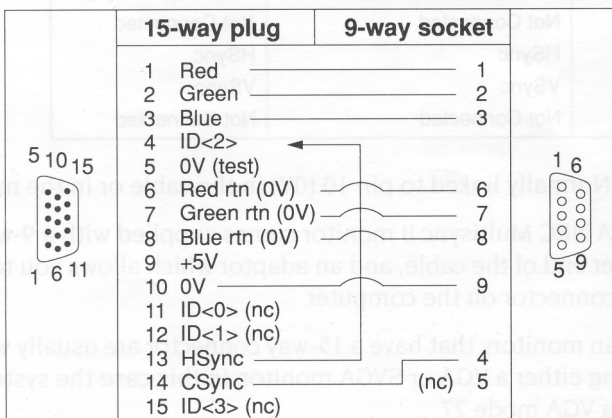 15-way plug 9-way socket
1 Red 1
2 Green 2
3 Blue 3
4 ID<2>
5 0V (test)
6 Red rtn (0V) 6
7 Green rtn (0V) 7
8 Blue rtn (0V) 8
9 +5V
10 0V 9
11 ID<0> (nc)
12 ID<1> (nc)
13 HSync 4
14 CSync (nc) 5
15 ID<3> (nc)
5 10 15
1 6 11
1 6
5 9